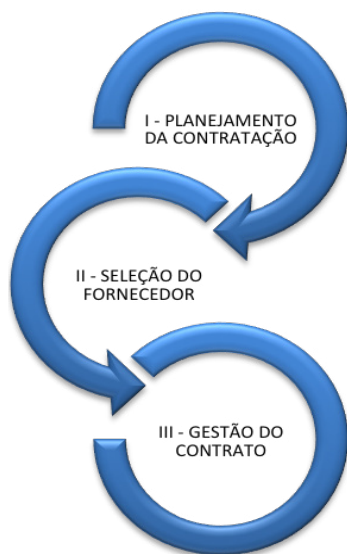 I - PLANEJAMENTO
DA CONTRATAÇÃO
II - SELEÇÃO DO
FORNECEDOR
III - GESTÃO DO
CONTRATO